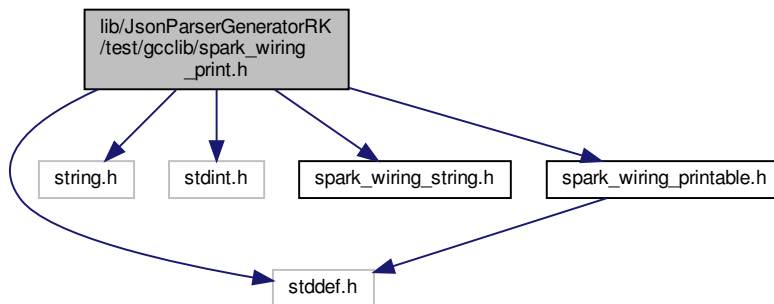 lib/JsonParserGeneratorRK
/test/gcclib/spark_wiring
_print.h
string.h
stdint.h
spark_wiring_string.h
spark_wiring_printable.h
stddef.h